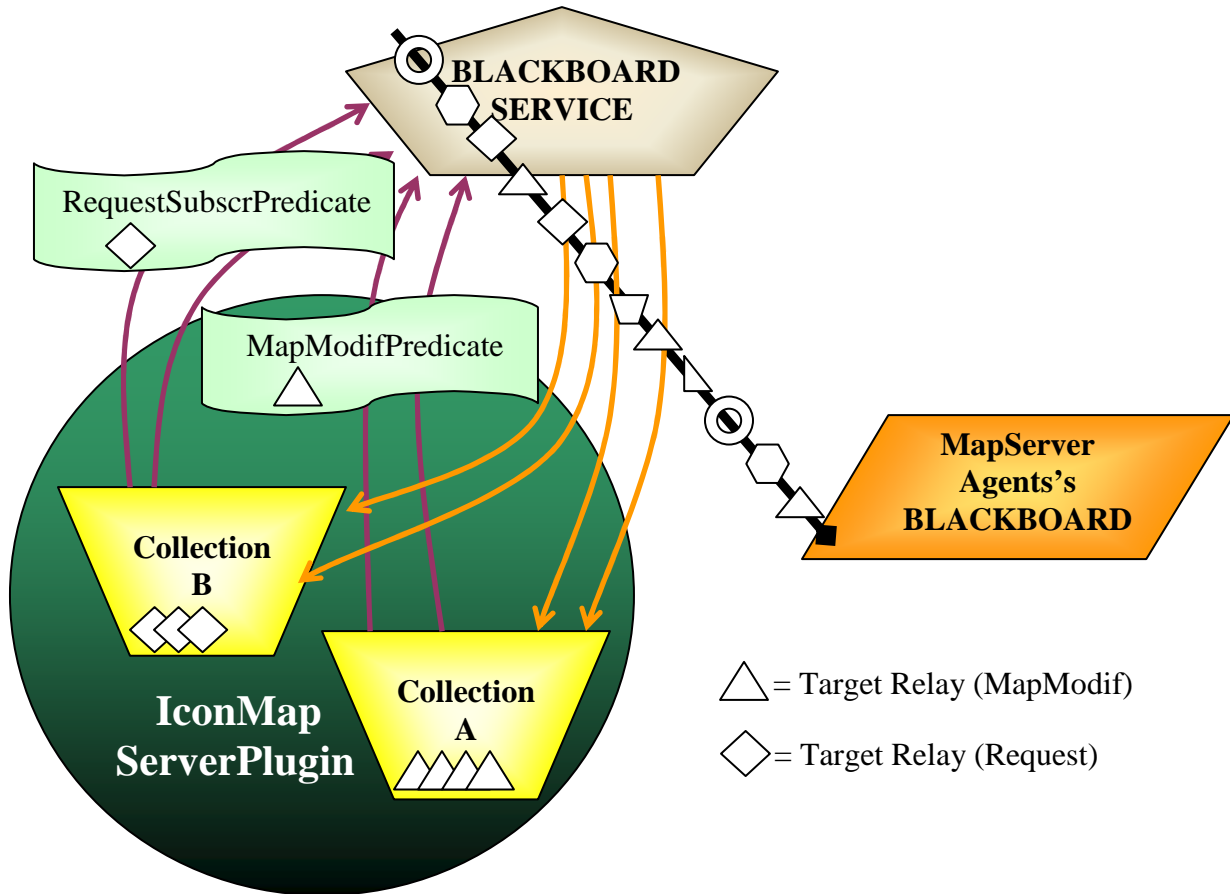 BLACKBOARD
SERVICE
RequestSubscrPredicate
MapModifPredicate
MapServer
Agents's
BLACKBOARD
Collection
B
Collection
A
IconMap
ServerPlugin
= Target Relay (MapModif)
= Target Relay (Request)